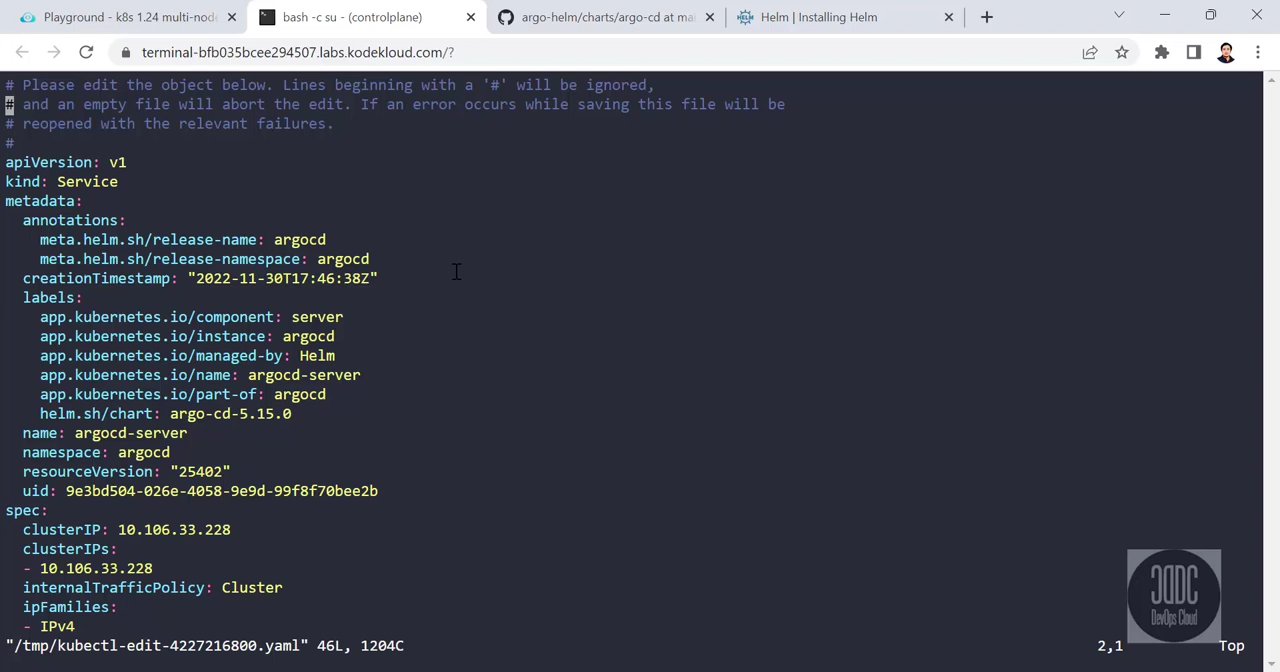 Playground - k8s 1.24 multi-node
bash -c su - (controlplane)
argo-helm/charts/argo-cd at mai
Helm | Installing Helm
HELM
terminal-bfb035bcee294507.labs.kodekloud.com/?
# Please edit the object below. Lines beginning with a '#' will be ignored,
# and an empty file will abort the edit. If an error occurs while saving this file will be
# reopened with the relevant failures.
#
apiVersion: v1
kind: Service
metadata:
  annotations:
    meta.helm.sh/release-name: argocd
    meta.helm.sh/release-namespace: argocd
  creationTimestamp: "2022-11-30T17:46:38Z"
  labels:
    app.kubernetes.io/component: server
    app.kubernetes.io/instance: argocd
    app.kubernetes.io/managed-by: Helm
    app.kubernetes.io/name: argocd-server
    app.kubernetes.io/part-of: argocd
    helm.sh/chart: argo-cd-5.15.0
  name: argocd-server
  namespace: argocd
  resourceVersion: "25402"
  uid: 9e3bd504-026e-4058-9e9d-99f8f70bee2b
spec:
  clusterIP: 10.106.33.228
  clusterIPs:
  - 10.106.33.228
  internalTrafficPolicy: Cluster
  ipFamilies:
  - IPv4
"/tmp/kubectl-edit-4227216800.yaml" 46L, 1204C 2,1 Top
DevOps Cloud